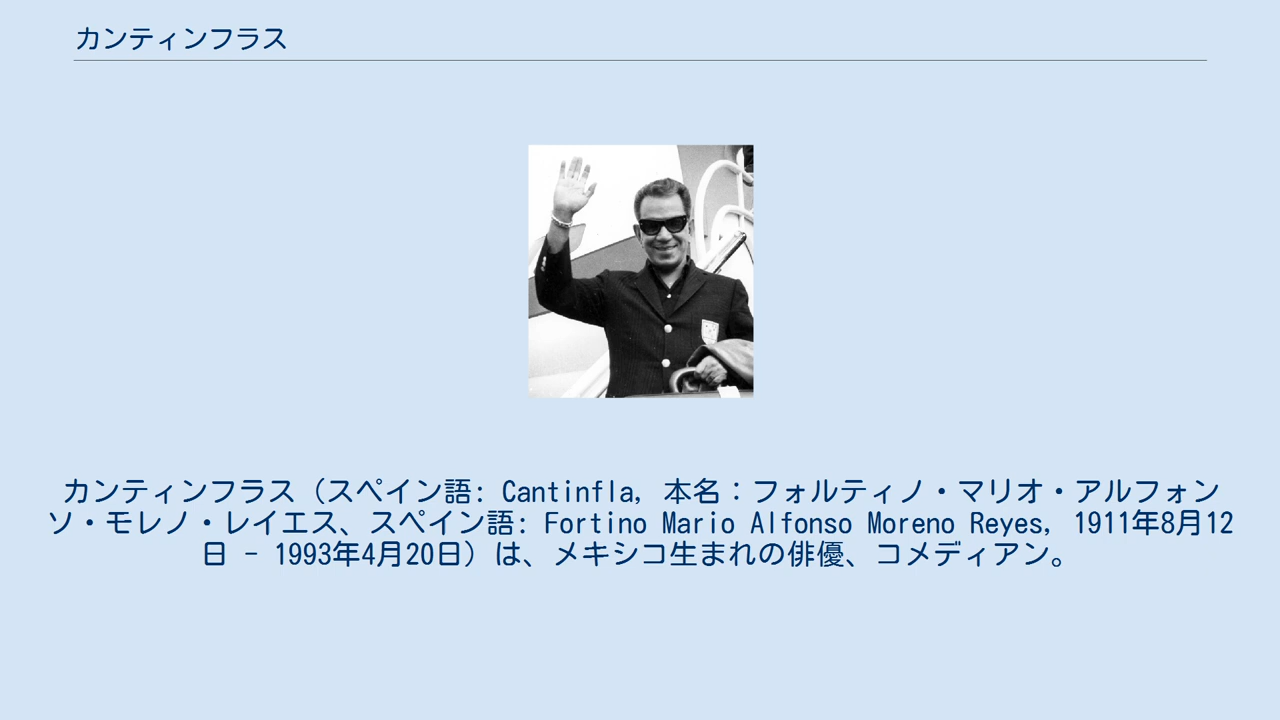 カンティンフラス
カンティンフラス（スペイン語: Cantinfla, 本名：フォルティノ・マリオ・アルフォン
ソ・モレノ・レイエス、スペイン語: Fortino Mario Alfonso Moreno Reyes, 1911年8月12
日 - 1993年4月20日）は、メキシコ生まれの俳優、コメディアン。